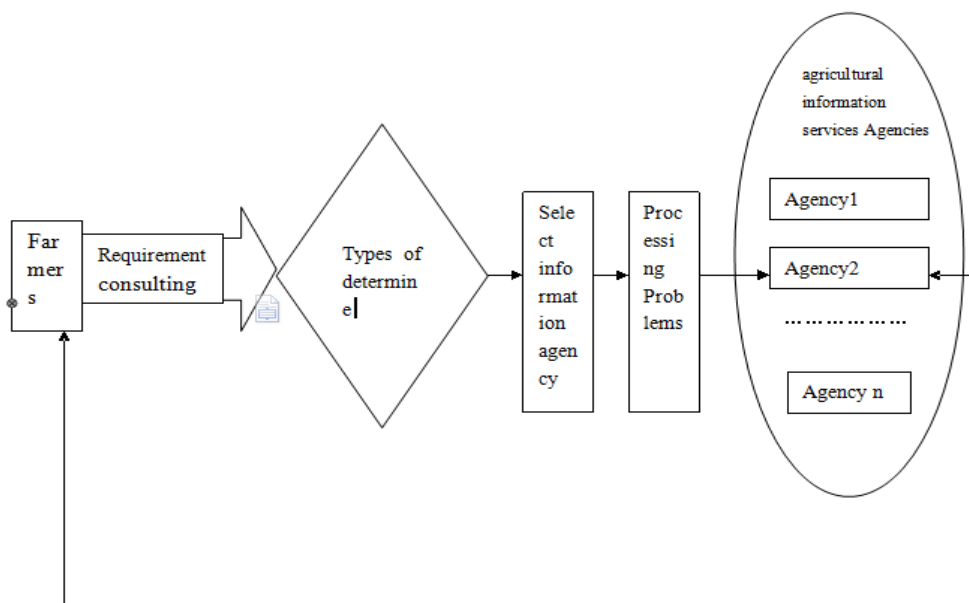 Far
mer
s
Requirement
consulting
Types of
determin
e
Sele
ct
info
rmat
ion
agen
cy
Proc
essi
ng
Prob
lems
agricultural
information
services Agencies
Agency1
Agency2
……………
Agency n